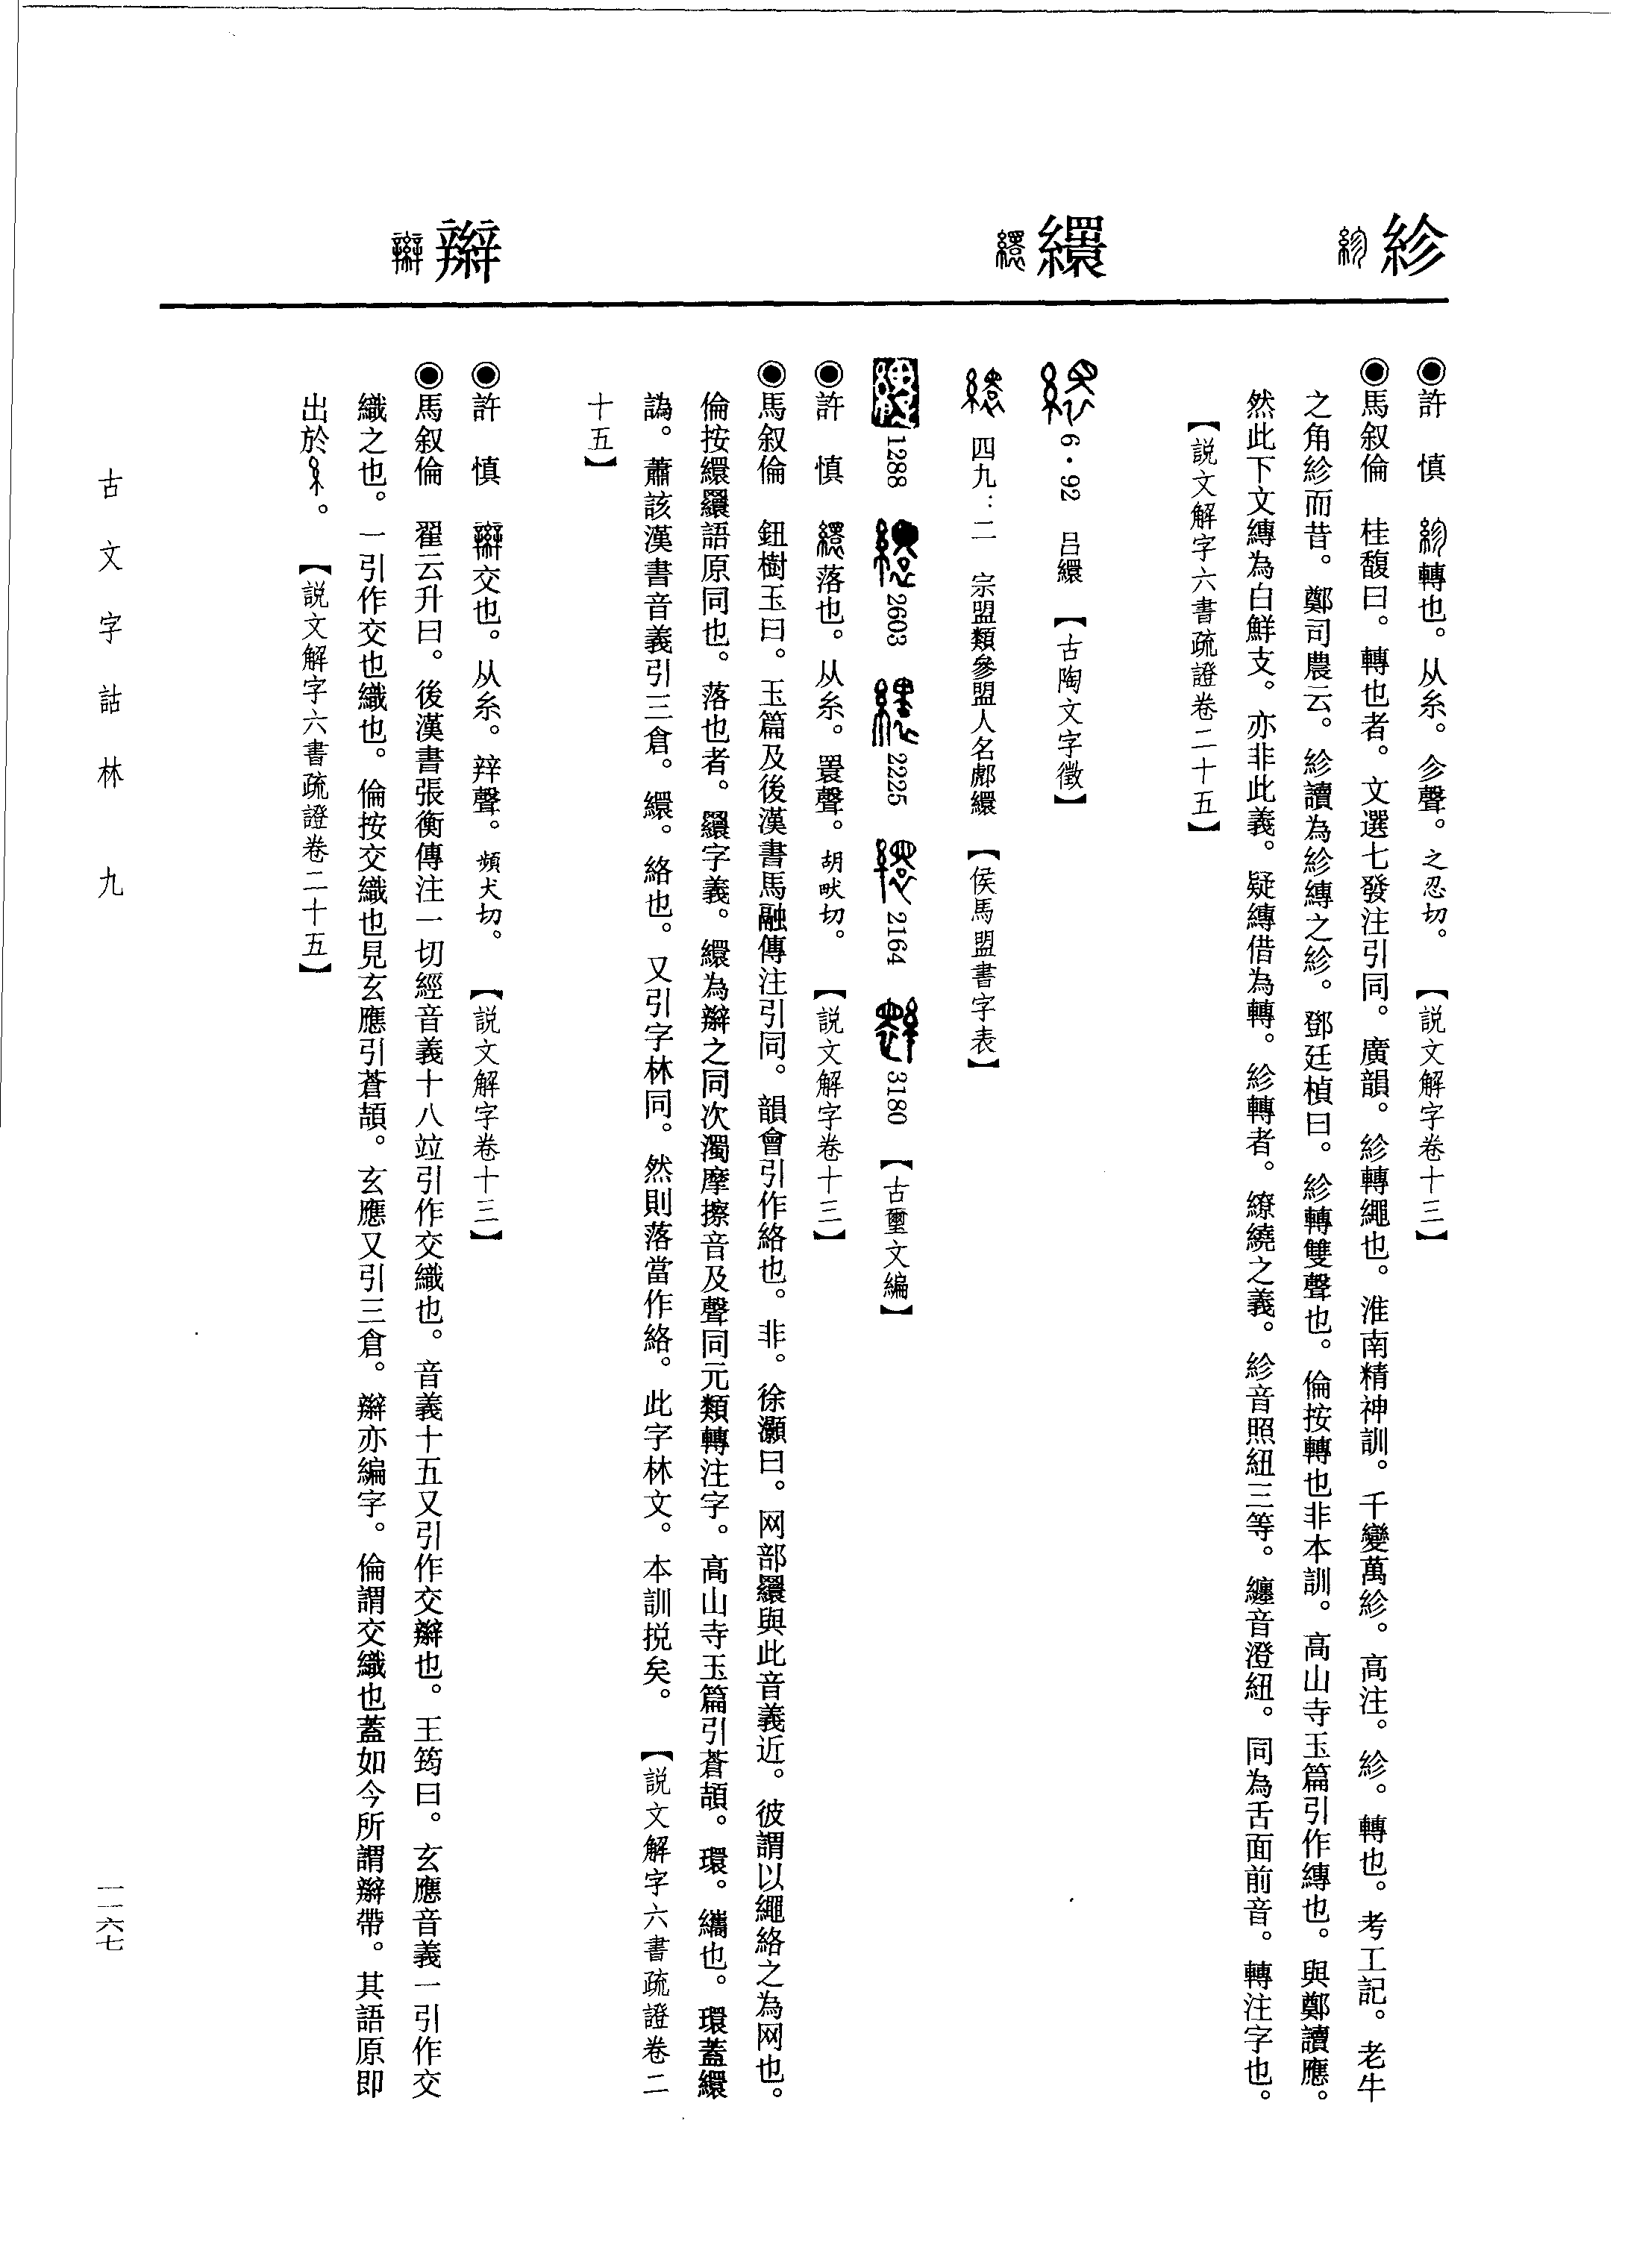 紾
●許　慎　轉也。从糸。㐱聲。之忍切。　【説文解字卷十三】
●馬叙倫　桂馥曰。轉也者。文選七發注引同。廣韻。紾轉繩也。淮南精神訓。千變萬紾。高注。紾。轉也。考工記。老牛
之角紾而昔。鄭司農云。紾讀為紾縳之紾。鄧廷楨曰。紾轉雙聲也。倫按轉也非本訓。高山寺玉篇引作縳也。與鄭讀應。
然此下文縳為白鮮支。亦非此義。疑縳借為轉。紾轉者。繚繞之義。紾音照紐三等。纏音澄紐。同為舌面前音。轉注字也。
【説文解字六書疏證卷二十五】
繯
6・92　吕繯　【古陶文字徵】
四九：二　宗盟類參盟人名繯　【侯馬盟書字表】
1288　2603　2225　2164　3180　【古璽文編】
●許　慎　落也。从糸。瞏聲。胡畎切。　【説文解字卷十三】
●馬叙倫　鈕樹玉曰。玉篇及後漢書馬融傳注引同。韻會引作絡也。非。徐灝曰。网部羂與此音義近。彼謂以繩絡之為网也。
倫按繯語原同也。落也者。字義。繯為辮之同次濁摩擦音及聲同元類轉注字。高山寺玉篇引蒼頡。環。繘也。環蓋繯
譌。蕭該漢書音義引三倉。繯。絡也。又引字林同。然則落當作絡。此字林文。本訓捝矣。　【説文解字六書疏證卷二
十五】
辮
●許　慎　交也。从糸。辡聲。頻犬切。　【説文解字卷十三】
●馬叙倫　翟云升曰。後漢書張衡傳注一切經音義十八竝引作交織也。音義十五又引作交辮也。王筠曰。玄應音義一引作交
織之也。一引作交也織也。倫按交織也見玄應引蒼頡。玄應又引三倉。辮亦編字。倫謂交織也蓋如今所謂辮帶。其語原即
出於。　【説文解字六書疏證卷二十五】
古文字詁林　九
一一六七